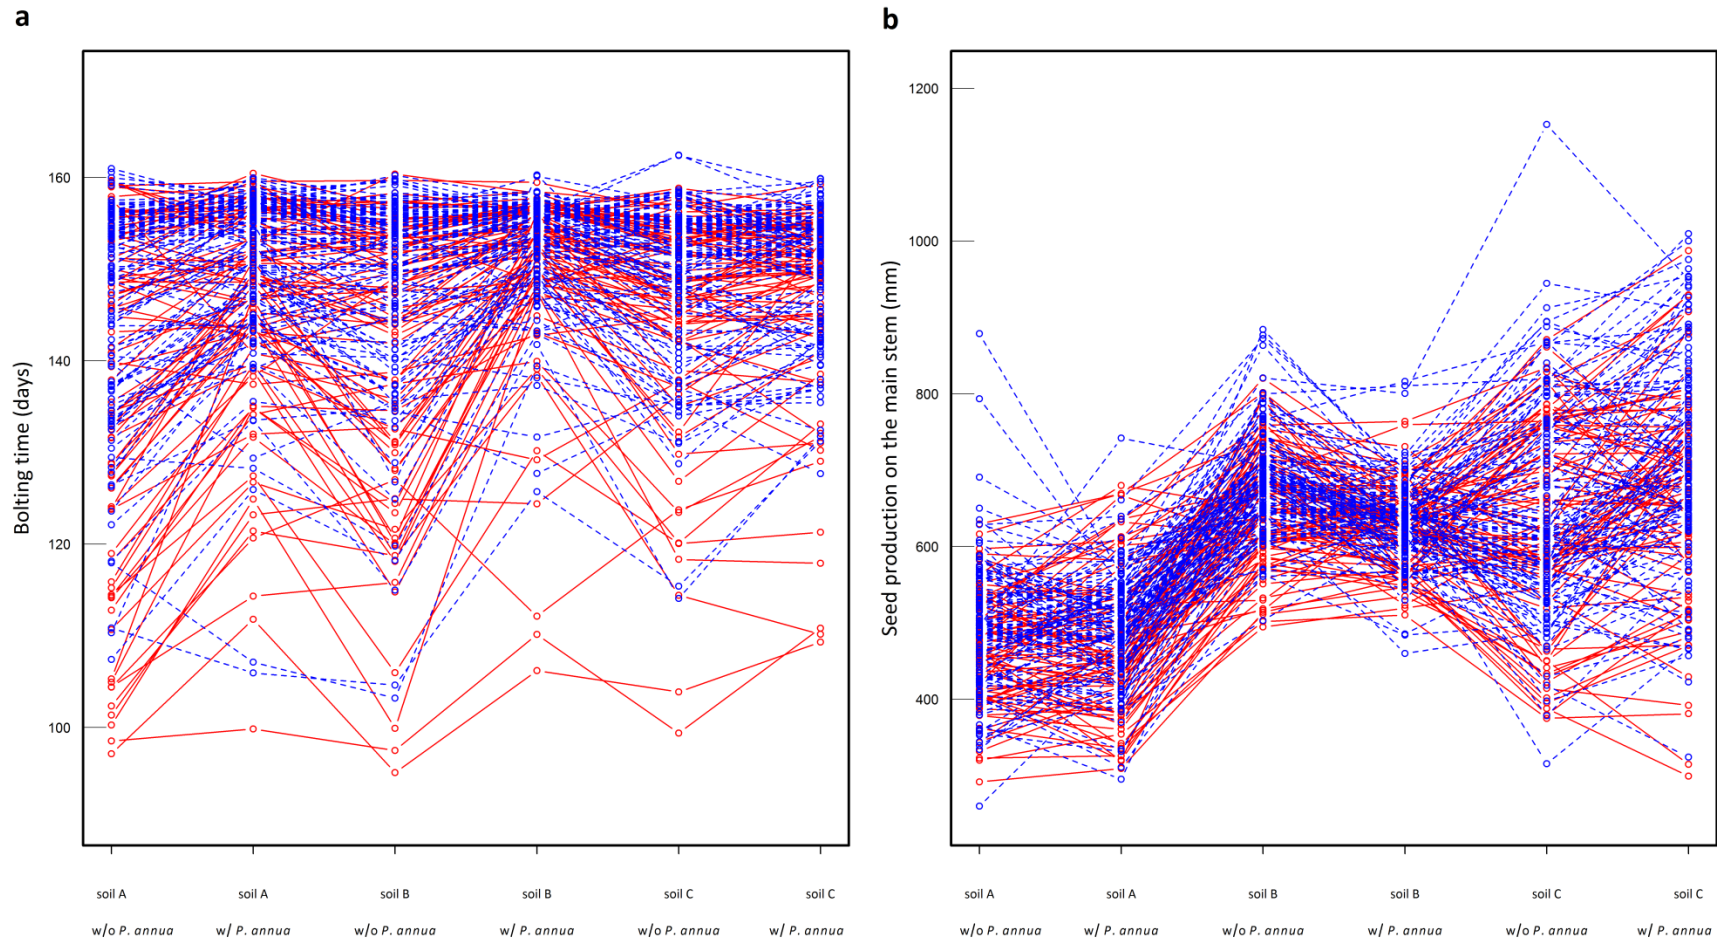 a
Bolting time (days)
160
140
120
100
soil A soil A soil B soil B soil C soil C
w/o P. annua w/ P. annua w/o P. annua w/ P. annua w/o P. annua w/ P. annua
b
Seed production on the main stem (mm)
1200
1000
800
600
400
soil A soil A soil B soil B soil C soil C
w/o P. annua w/ P. annua w/o P. annua w/ P. annua w/o P. annua w/ P. annua